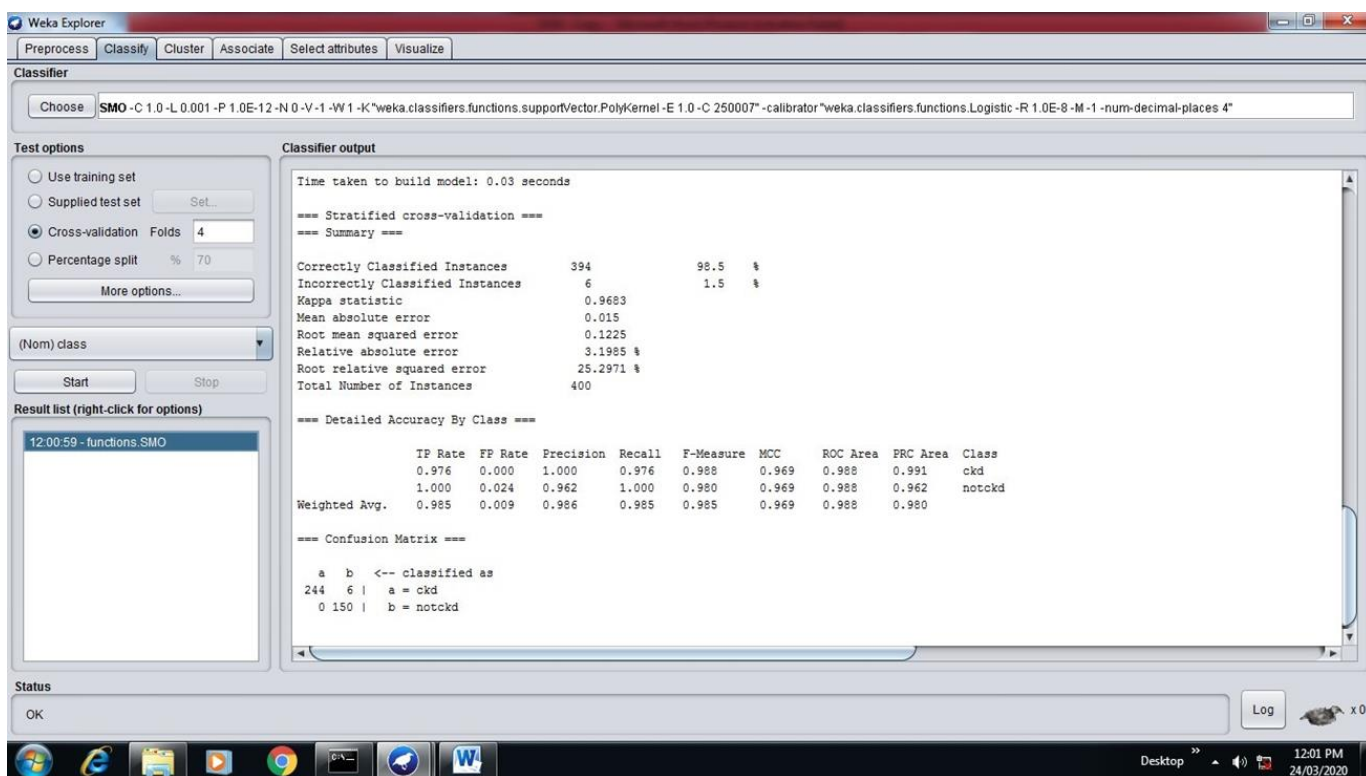 Weka Explorer
Preprocess Classify Cluster Associate Select attributes Visualize
Classifier
Choose SMO -C 1.0 -L 0.001 -P 1.0E-12 -N 0 -V -1 -W 1 -K "weka.classifiers.functions.supportVector.PolyKernel -E 1.0 -C 250007" -calibrator "weka.classifiers.functions.Logistic -R 1.0E-8 -M -1 -num-decimal-places 4"
Test options
Use training set
Supplied test set Set...
Cross-validation Folds 4
Percentage split % 70
More options...
(Nom) class
Start Stop
Result list (right-click for options)
12:00:59 - functions.SMO
Classifier output
Time taken to build model: 0.03 seconds
=== Stratified cross-validation ===
=== Summary ===
Correctly Classified Instances 394 98.5 %
Incorrectly Classified Instances 6 1.5 %
Kappa statistic 0.9683
Mean absolute error 0.015
Root mean squared error 0.1225
Relative absolute error 3.1985 %
Root relative squared error 25.2971 %
Total Number of Instances 400
=== Detailed Accuracy By Class ===
TP Rate FP Rate Precision Recall F-Measure MCC ROC Area PRC Area Class
0.976 0.000 1.000 0.976 0.988 0.969 0.988 0.991 ckd
1.000 0.024 0.962 1.000 0.980 0.969 0.988 0.962 notckd
Weighted Avg. 0.985 0.009 0.986 0.985 0.985 0.969 0.988 0.980
=== Confusion Matrix ===
a b <-- classified as
244 6 | a = ckd
0 150 | b = notckd
Status
OK
Log x 0
Desktop » 12:01 PM
24/03/2020